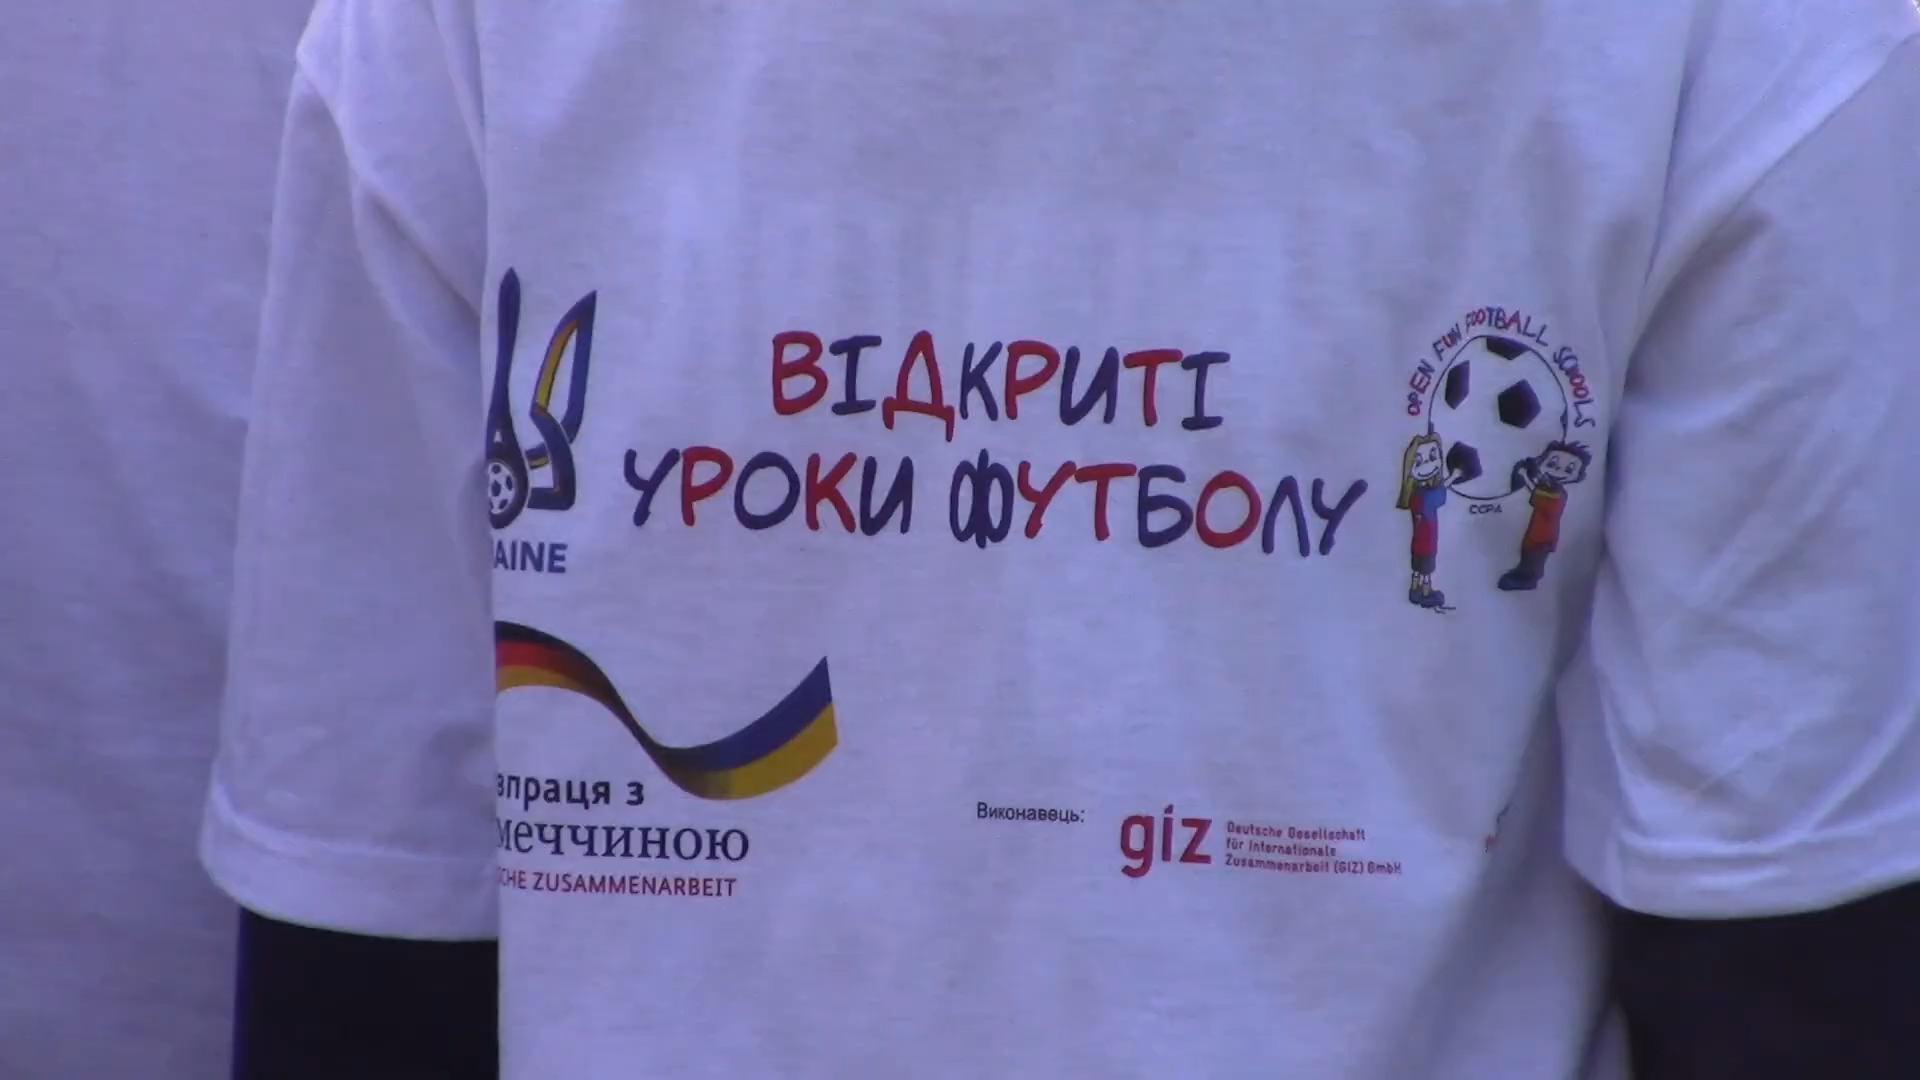 ВІДКРИТІ
УРОКИ ФУТБОЛУ
OPEN FUN FOOTBALL SCHOOLS
CCPA
AINE
впраця з
меччиною
CHE ZUSAMMENARBEIT
Виконавець:
giz
Deutsche Gesellschaft
für Internationale
Zusammenarbeit (GIZ) GmbH